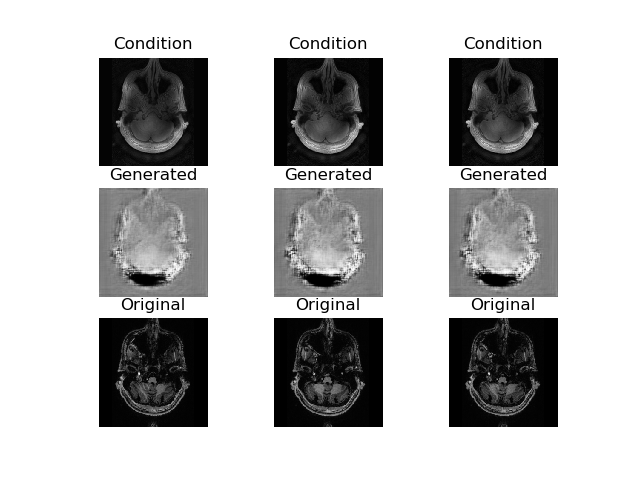 Condition Condition Condition
Generated Generated Generated
Original Original Original